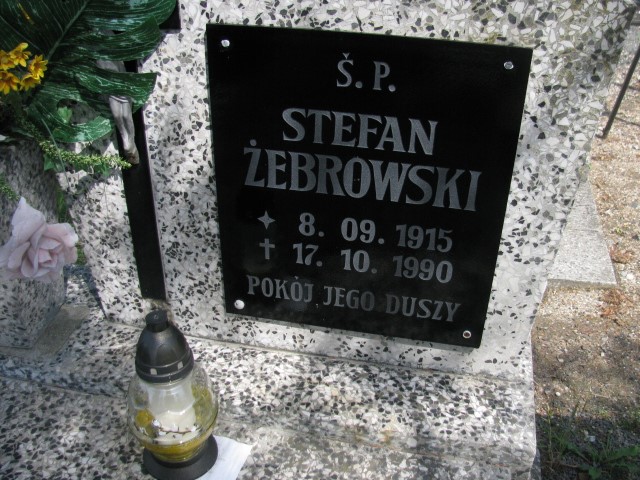 Ś. P.
STEFAN
ŻEBROWSKI
✦ 8. 09. 1915
✝ 17. 10. 1990
POKÓJ JEGO DUSZY